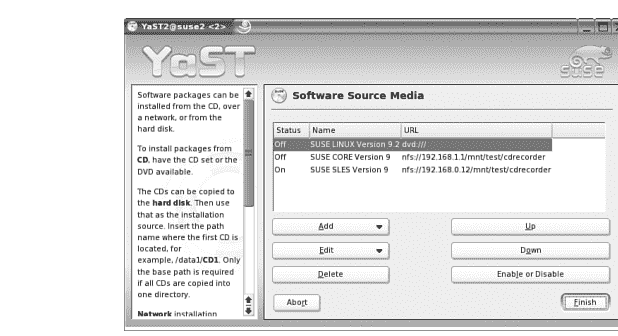 YaST2@suse2 <2>
YaST
suse
Software packages can be
installed from the CD, over
a network, or from the
hard disk.
To install packages from
CD, have the CD set or the
DVD available.
The CDs can be copied to
the hard disk. Then use
that as the installation
source. Insert the path
name where the first CD is
located, for
example, /data1/CD1. Only
the base path is required
if all CDs are copied into
one directory.
Network installation
Software Source Media
Status Name URL
Off SUSE LINUX Version 9.2 dvd:///
Off SUSE CORE Version 9 nfs://192.168.1.1/mnt/test/cdrecorder
On SUSE SLES Version 9 nfs://192.168.0.12/mnt/test/cdrecorder
Add Up
Edit Down
Delete Enable or Disable
Abort Finish